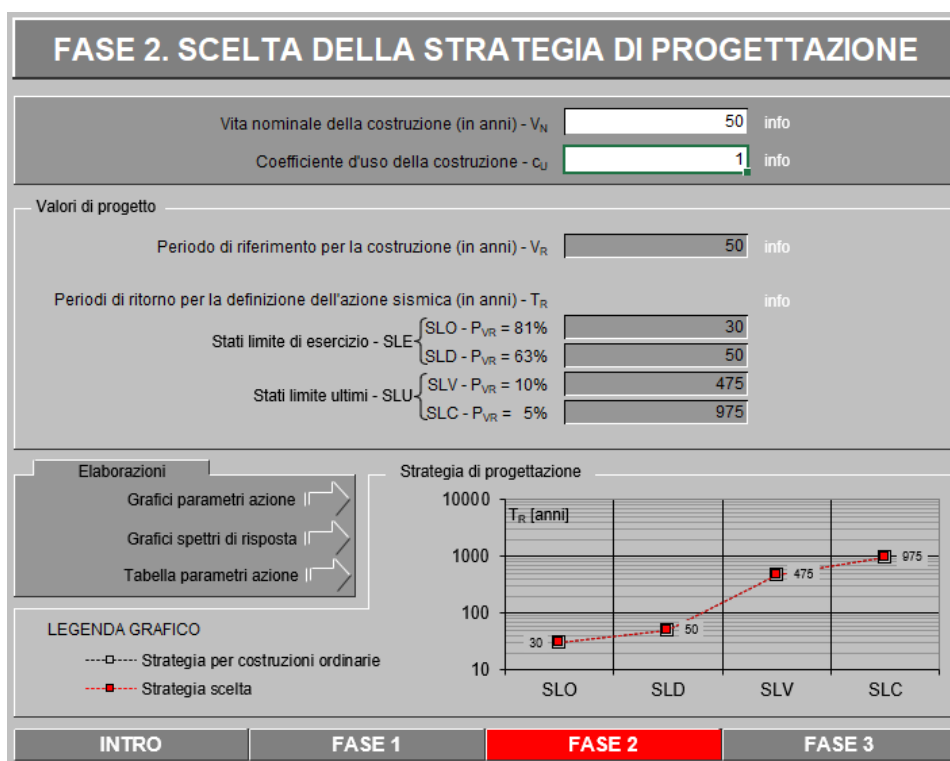 FASE 2. SCELTA DELLA STRATEGIA DI PROGETTAZIONE
Vita nominale della costruzione (in anni) - VN 50 info
Coefficiente d'uso della costruzione - cU 1 info
Valori di progetto
Periodo di riferimento per la costruzione (in anni) - VR 50 info
Periodi di ritorno per la definizione dell'azione sismica (in anni) - TR info
Stati limite di esercizio - SLE
SLO - PVR = 81% 30
SLD - PVR = 63% 50
Stati limite ultimi - SLU
SLV - PVR = 10% 475
SLC - PVR = 5% 975
Elaborazioni
Grafici parametri azione
Grafici spettri di risposta
Tabella parametri azione
LEGENDA GRAFICO
Strategia per costruzioni ordinarie
Strategia scelta
Strategia di progettazione
TR [anni]
10000
1000
100
10
30
50
475
975
SLO SLD SLV SLC
INTRO FASE 1 FASE 2 FASE 3